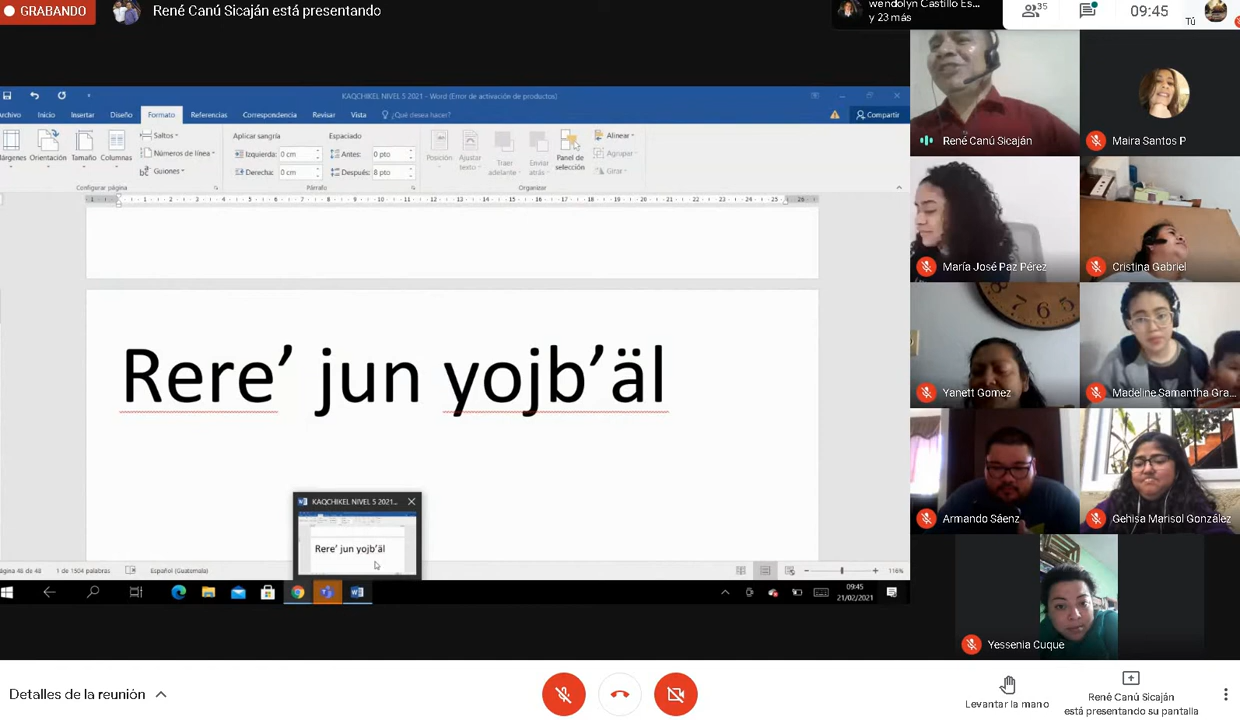 GRABANDO
René Canú Sicaján está presentando
wendolyn Castillo Es...
y 23 más
35
09:45
Tú
KAQCHIKEL NIVEL 5 2021 - Word (Error de activación de productos)
Archivo Inicio Insertar Diseño Formato Referencias Correspondencia Revisar Vista ¿Qué desea hacer? Compartir
Márgenes Orientación Tamaño Columnas
Saltos
Números de línea
Guiones
Configurar página
Aplicar sangría
Izquierda: 0 cm
Derecha: 0 cm
Espaciado
Antes: 0 pto
Después: 8 pto
Párrafo
Posición
Ajustar texto
Traer adelante
Enviar atrás
Panel de selección
Alinear
Agrupar
Girar
Organizar
Rere’ jun yojb’äl
KAQCHIKEL NIVEL 5 2021...
Rere’ jun yojb’äl
Página 48 de 48 1 de 1504 palabras Español (Guatemala) 116%
09:45
21/02/2021
René Canú Sicaján
Maira Santos P
María José Paz Pérez
Cristina Gabriel
Yanett Gomez
Madeline Samantha Gra...
Armando Sáenz
Gehisa Marisol González
Yessenia Cuque
Detalles de la reunión
Levantar la mano
René Canú Sicaján
está presentando su pantalla